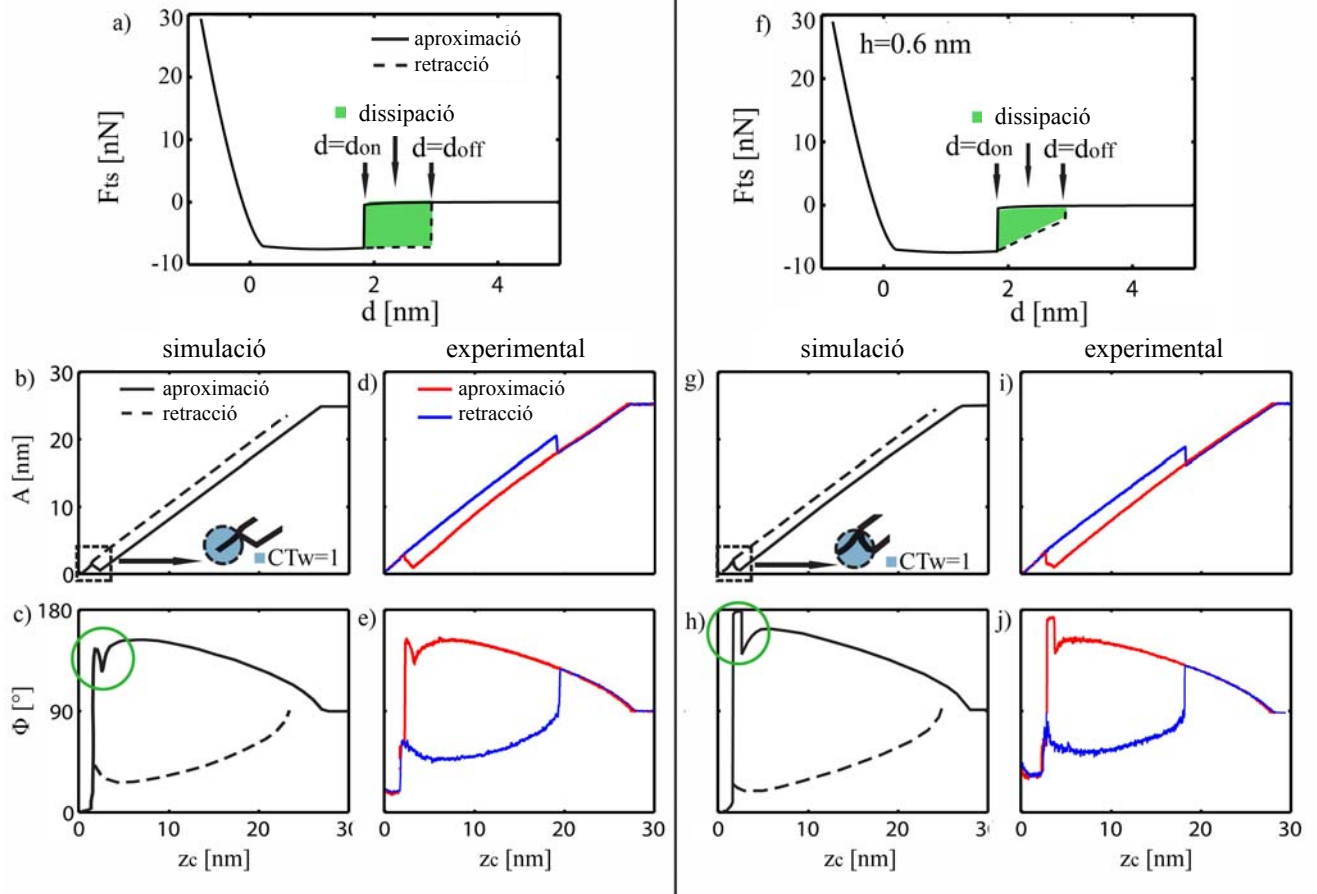 a)
30
20
10
0
-10
Fts [nN]
aproximació
retracció
dissipació
d=don
d=doff
0
2
4
d [nm]
f)
h=0.6 nm
30
20
10
0
-10
Fts [nN]
dissipació
d=don
d=doff
0
2
4
d [nm]
simulació
experimental
b)
30
20
10
0
A [nm]
aproximació
retracció
CTw=1
d)
aproximació
retracció
c)
180
90
0
Φ [°]
0
10
20
30
zc [nm]
e)
0
10
20
30
zc [nm]
simulació
experimental
g)
CTw=1
i)
h)
0
10
20
30
zc [nm]
j)
0
10
20
30
zc [nm]